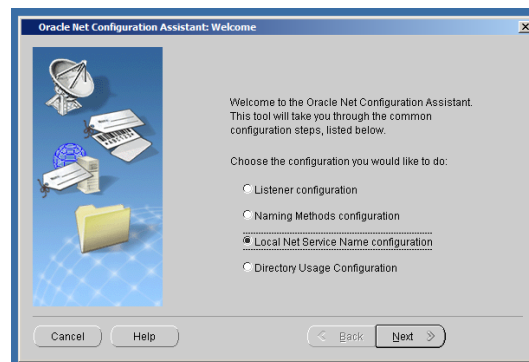 Oracle Net Configuration Assistant: Welcome
Welcome to the Oracle Net Configuration Assistant.
This tool will take you through the common
configuration steps, listed below.
Choose the configuration you would like to do:
Listener configuration
Naming Methods configuration
Local Net Service Name configuration
Directory Usage Configuration
Cancel
Help
Back
Next